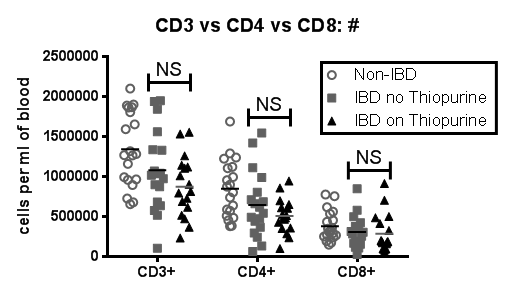 CD3 vs CD4 vs CD8: #
cells per ml of blood
2500000
2000000
1500000
1000000
500000
0
NS
NS
NS
Non-IBD
IBD no Thiopurine
IBD on Thiopurine
CD3+
CD4+
CD8+